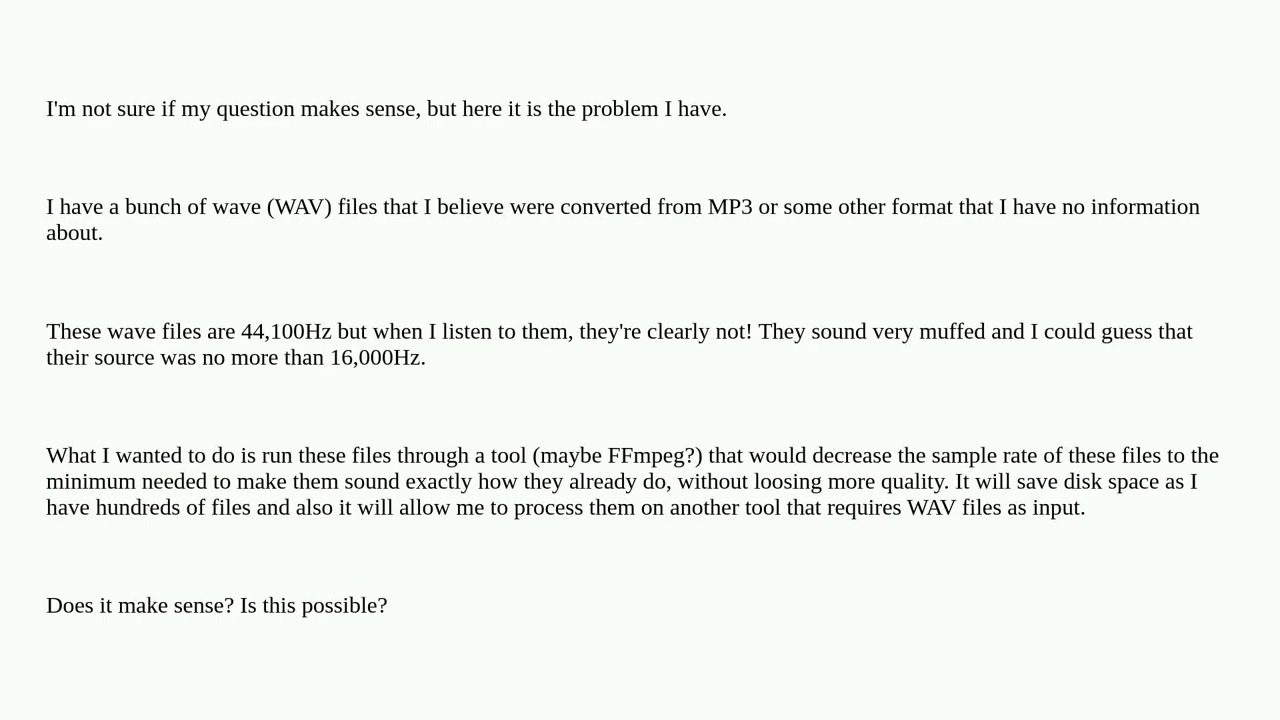 I'm not sure if my question makes sense, but here it is the problem I have.
I have a bunch of wave (WAV) files that I believe were converted from MP3 or some other format that I have no information
about.
These wave files are 44,100Hz but when I listen to them, they're clearly not! They sound very muffed and I could guess that
their source was no more than 16,000Hz.
What I wanted to do is run these files through a tool (maybe FFmpeg?) that would decrease the sample rate of these files to the
minimum needed to make them sound exactly how they already do, without loosing more quality. It will save disk space as I
have hundreds of files and also it will allow me to process them on another tool that requires WAV files as input.
Does it make sense? Is this possible?